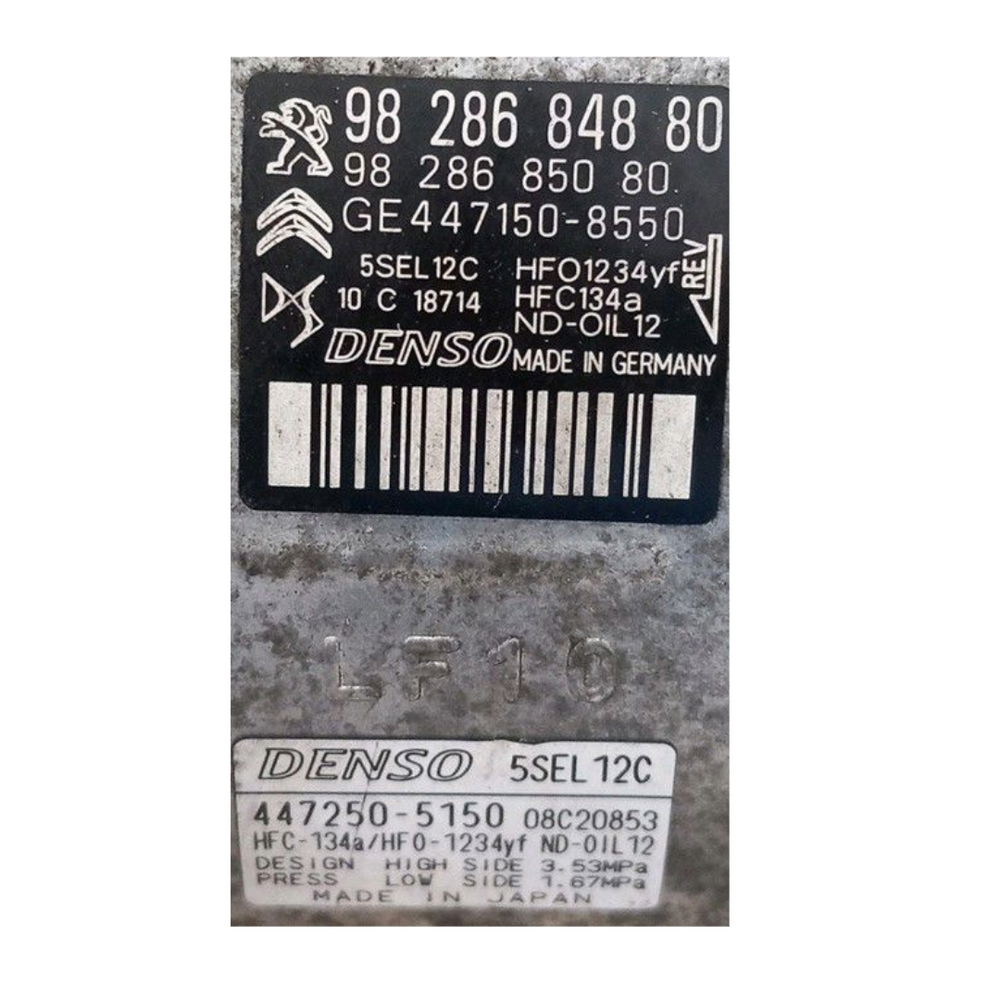 98 286 848 80
98 286 850 80
GE447150-8550
5SEL12C HFO1234yf
10 C 18714 HFC134a
ND-OIL12
REV
DENSO MADE IN GERMANY
LF10
DENSO 5SEL12C
447250-5150 08C20853
HFC-134a/HFO-1234yf ND-OIL12
DESIGN HIGH SIDE 3.53MPa
PRESS LOW SIDE 1.67MPa
MADE IN JAPAN